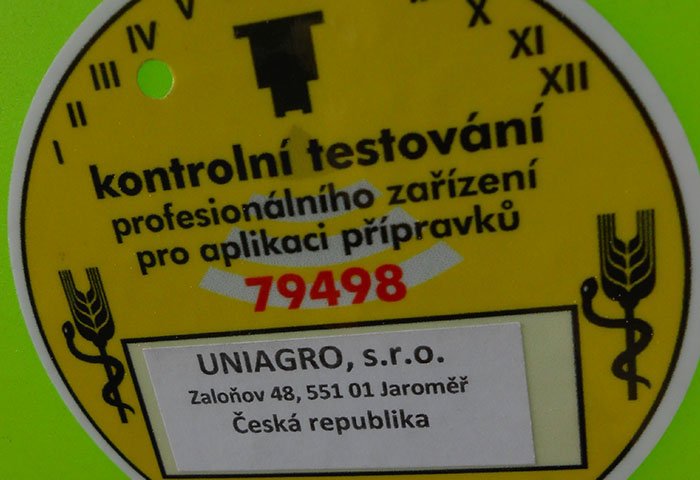 I II III IV V X XI XII
kontrolní testování
profesionálního zařízení
pro aplikaci přípravků
79498
UNIAGRO, s.r.o.
Zaloňov 48, 551 01 Jaroměř
Česká republika